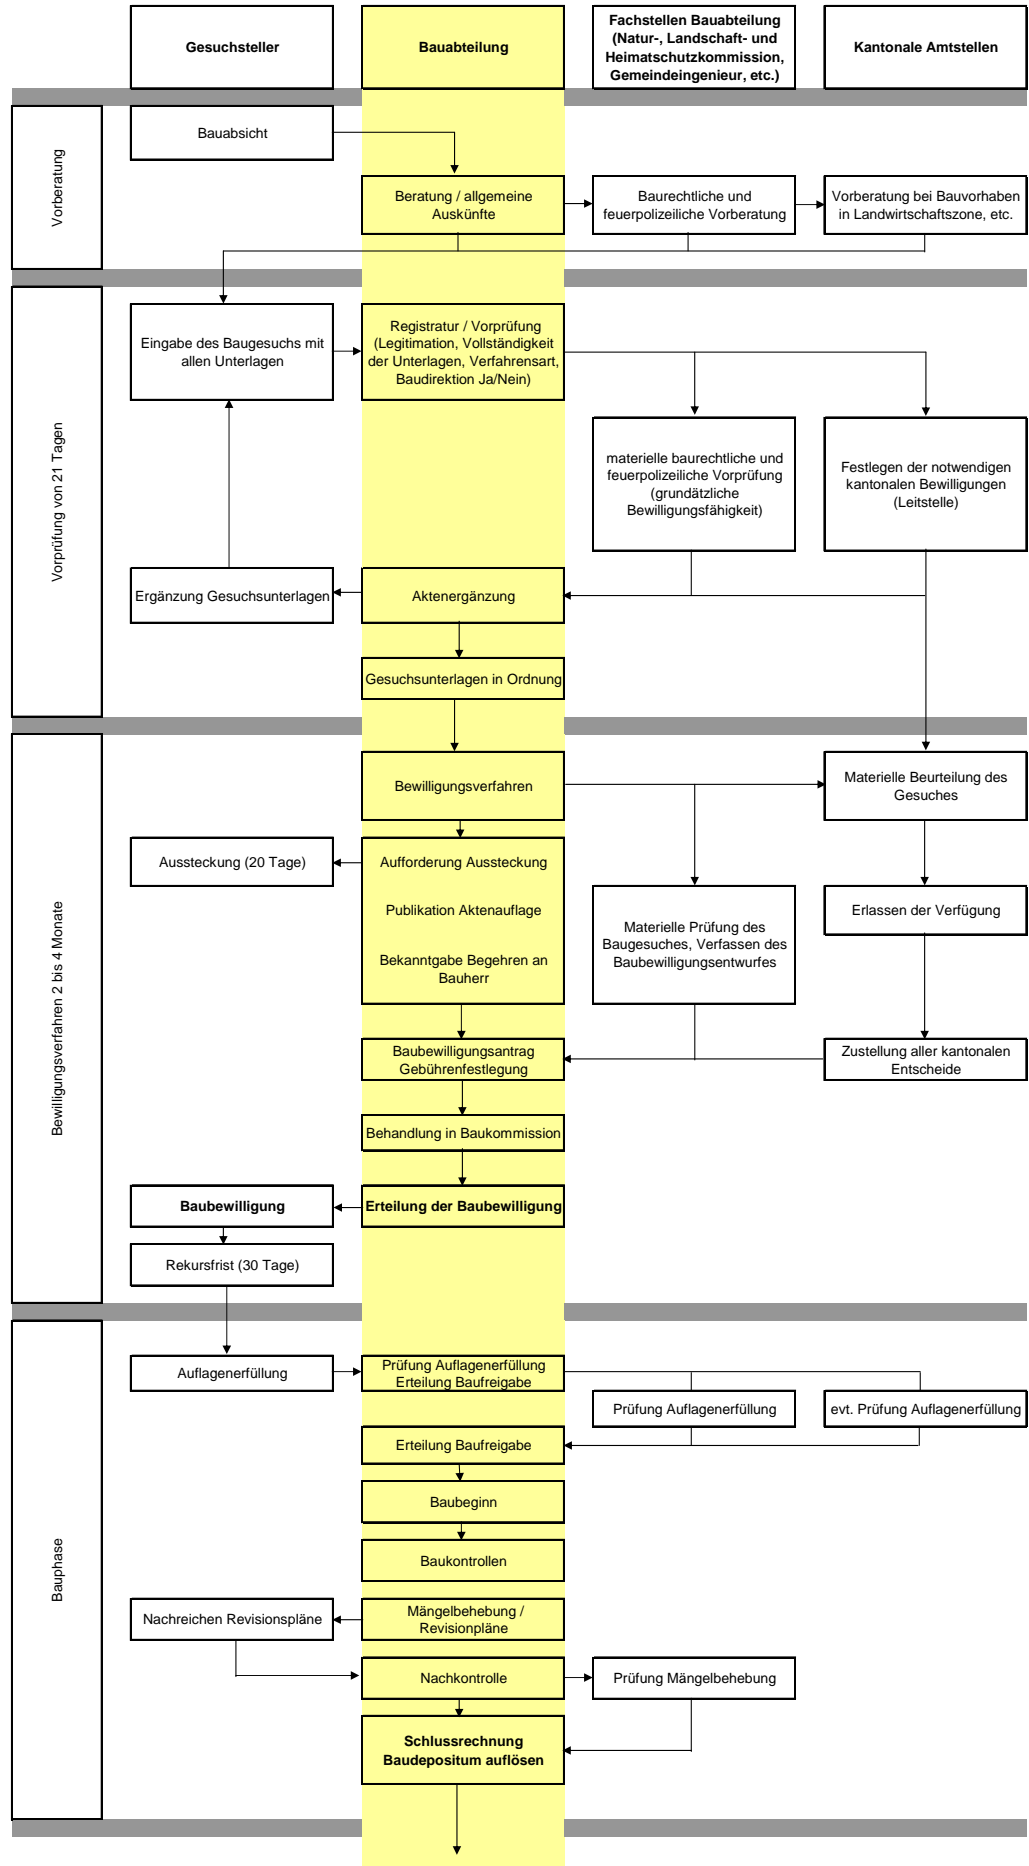 Gesuchsteller
Bauabteilung
Fachstellen Bauabteilung
(Natur-, Landschaft- und
Heimatschutzkommission,
Gemeindeingenieur, etc.)
Kantonale Amtstellen
Vorberatung
Bauabsicht
Beratung / allgemeine
Auskünfte
Baurechtliche und
feuerpolizeiliche Vorberatung
Vorberatung bei Bauvorhaben
in Landwirtschaftszone, etc.
Vorprüfung von 21 Tagen
Eingabe des Baugesuchs mit
allen Unterlagen
Registratur / Vorprüfung
(Legitimation, Vollständigkeit
der Unterlagen, Verfahrensart,
Baudirektion Ja/Nein)
materielle baurechtliche und
feuerpolizeiliche Vorprüfung
(grundätzliche
Bewilligungsfähigkeit)
Festlegen der notwendigen
kantonalen Bewilligungen
(Leitstelle)
Ergänzung Gesuchsunterlagen
Aktenergänzung
Gesuchsunterlagen in Ordnung
Bewilligungsverfahren 2 bis 4 Monate
Bewilligungsverfahren
Materielle Beurteilung des
Gesuches
Aussteckung (20 Tage)
Aufforderung Aussteckung
Publikation Aktenauflage
Bekanntgabe Begehren an
Bauherr
Materielle Prüfung des
Baugesuches, Verfassen des
Baubewilligungsentwurfes
Erlassen der Verfügung
Baubewilligungsantrag
Gebührenfestlegung
Zustellung aller kantonalen
Entscheide
Behandlung in Baukommission
Baubewilligung
Erteilung der Baubewilligung
Rekursfrist (30 Tage)
Bauphase
Auflagenerfüllung
Prüfung Auflagenerfüllung
Erteilung Baufreigabe
Prüfung Auflagenerfüllung
evt. Prüfung Auflagenerfüllung
Erteilung Baufreigabe
Baubeginn
Baukontrollen
Nachreichen Revisionspläne
Mängelbehebung /
Revisionpläne
Nachkontrolle
Prüfung Mängelbehebung
Schlussrechnung
Baudepositum auflösen